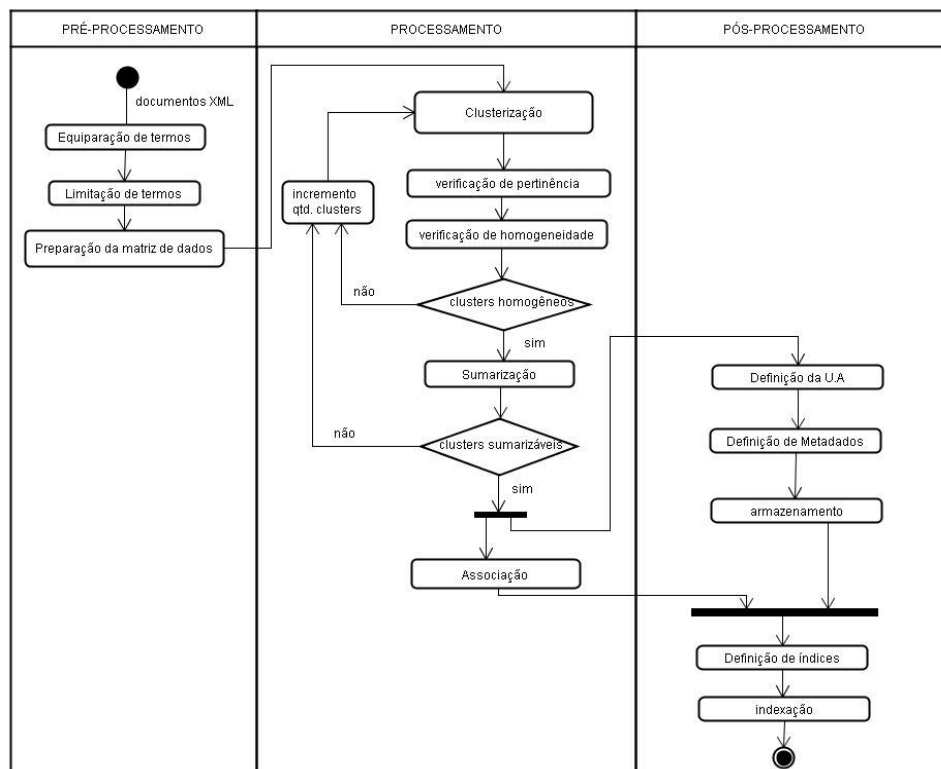 PRÉ-PROCESSAMENTO
PROCESSAMENTO
PÓS-PROCESSAMENTO
documentos XML
Equiparação de termos
Limitação de termos
Preparação da matriz de dados
Clusterização
incremento
qtd. clusters
verificação de pertinência
verificação de homogeneidade
não
clusters homogêneos
sim
Sumarização
não
clusters sumarizáveis
sim
Associação
Definição da U.A
Definição de Metadados
armazenamento
Definição de índices
indexação